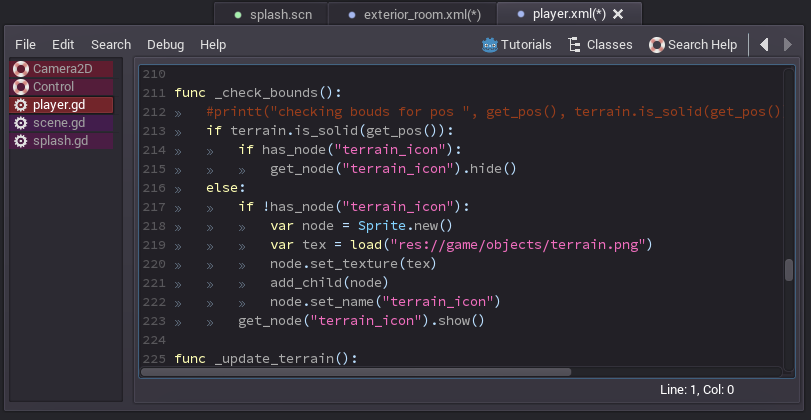 splash.scn exterior_room.xml(*) player.xml(*)
File Edit Search Debug Help Tutorials Classes Search Help
Camera2D
Control
player.gd
scene.gd
splash.gd
210
211 func _check_bounds():
212 » #printt("checking bouds for pos ", get_pos(), terrain.is_solid(get_pos()
213 » if terrain.is_solid(get_pos()):
214 » » if has_node("terrain_icon"):
215 » » » get_node("terrain_icon").hide()
216 » else:
217 » » if !has_node("terrain_icon"):
218 » » » var node = Sprite.new()
219 » » » var tex = load("res://game/objects/terrain.png")
220 » » » node.set_texture(tex)
221 » » » add_child(node)
222 » » » node.set_name("terrain_icon")
223 » » get_node("terrain_icon").show()
224
225 func _update_terrain():
Line: 1, Col: 0